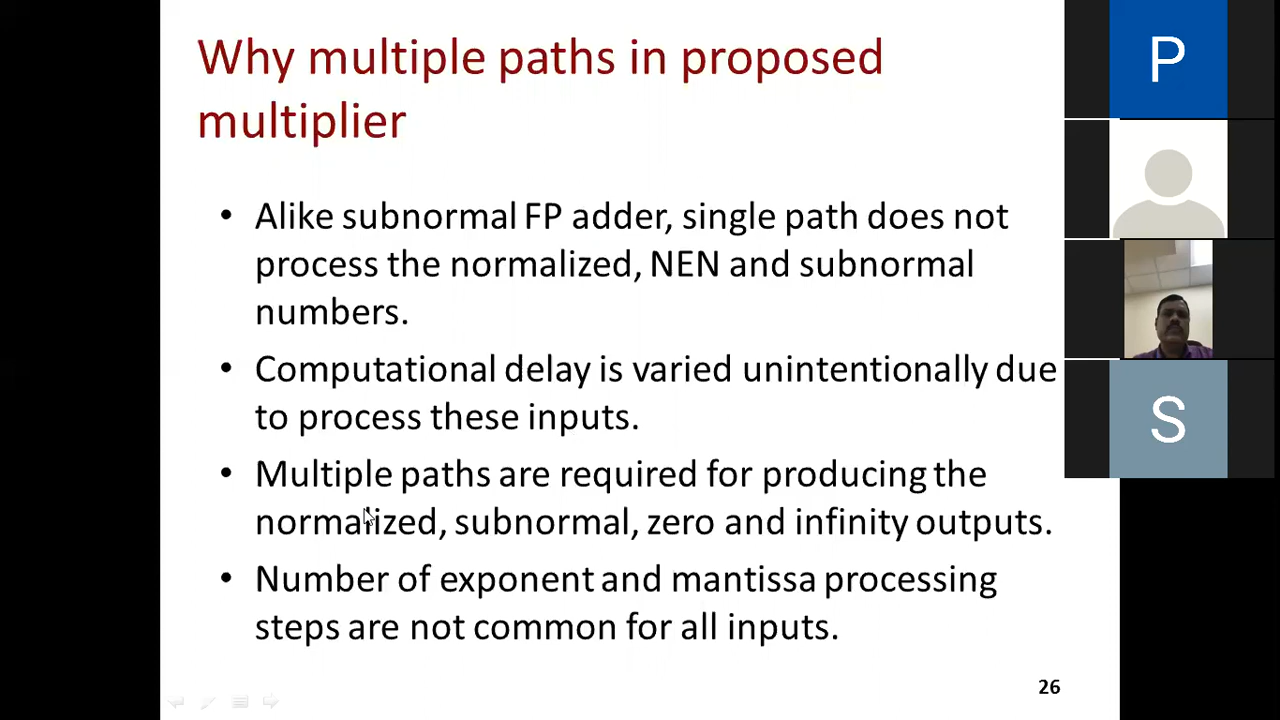 Why multiple paths in proposed
multiplier
• Alike subnormal FP adder, single path does not
process the normalized, NEN and subnormal
numbers.
• Computational delay is varied unintentionally due
to process these inputs.
• Multiple paths are required for producing the
normalized, subnormal, zero and infinity outputs.
• Number of exponent and mantissa processing
steps are not common for all inputs.
26
P
S